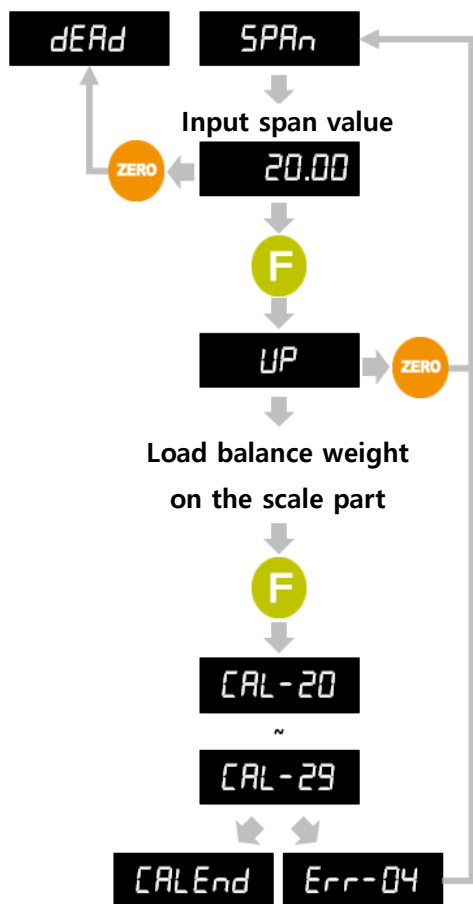 dEAd
SPAn
Input span value
ZERO
20.00
F
UP
ZERO
Load balance weight
on the scale part
F
CAL-20
~
CAL-29
CALEnd
Err-04